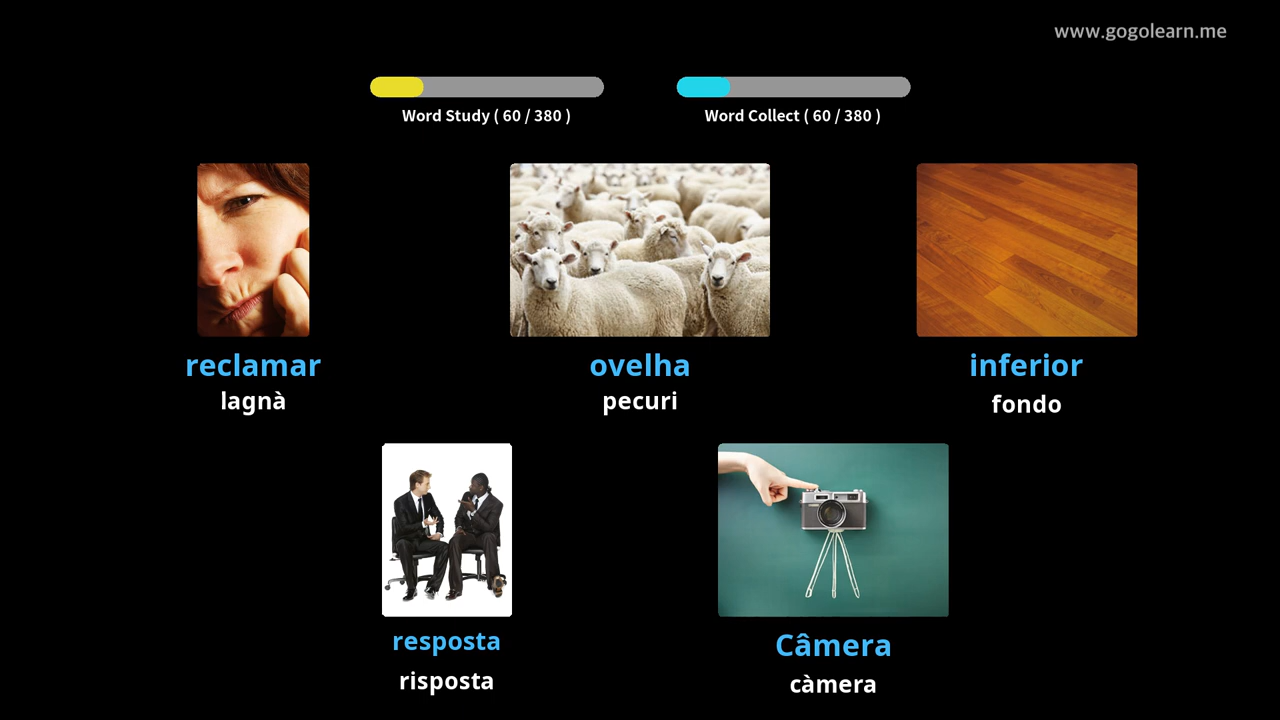 www.gogolearn.me
Word Study ( 60 / 380 )
Word Collect ( 60 / 380 )
reclamar
lagnà
ovelha
pecuri
inferior
fondo
resposta
risposta
Câmera
càmera